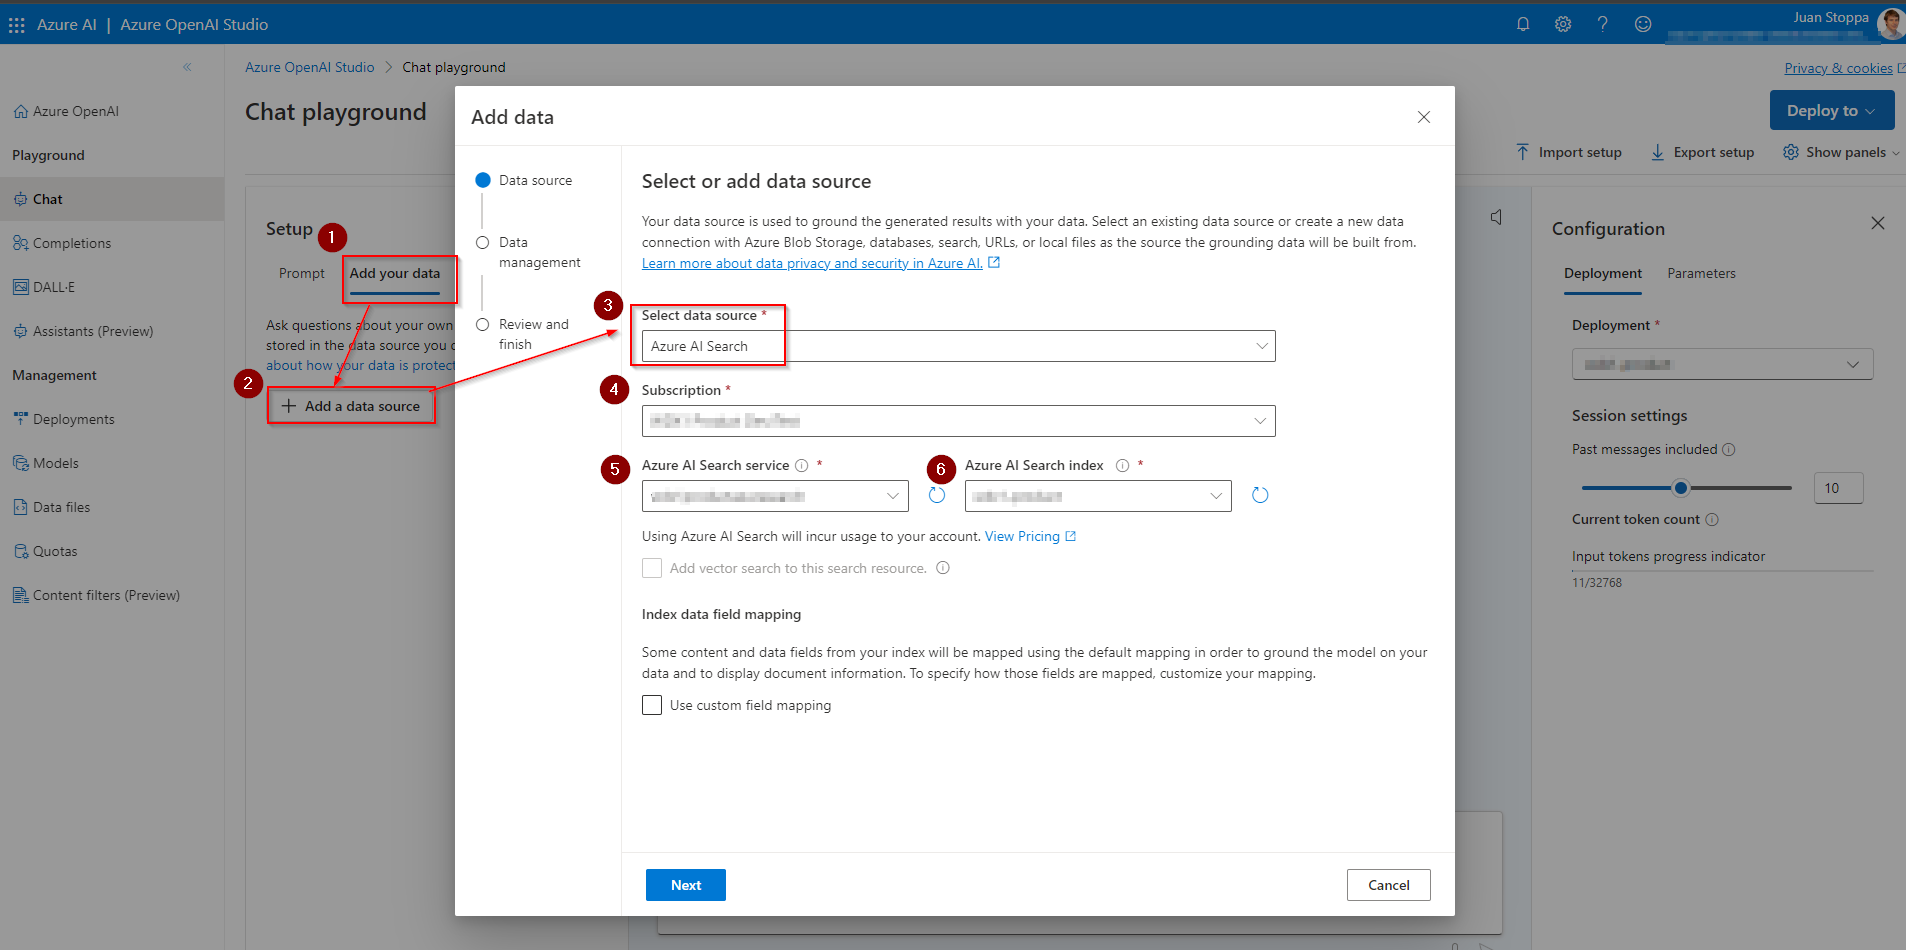 Azure AI | Azure OpenAI Studio
Juan Stoppa
Azure OpenAI Studio > Chat playground
Privacy & cookies
Chat playground
Deploy to
Import setup
Export setup
Show panels
Azure OpenAI
Playground
Chat
Completions
DALL·E
Assistants (Preview)
Management
Deployments
Models
Data files
Quotas
Content filters (Preview)
Setup
1
Prompt
Add your data
Ask questions about your own
stored in the data source you c
about how your data is protect
2
+ Add a data source
Add data
Data source
Data
management
Review and
finish
Select or add data source
Your data source is used to ground the generated results with your data. Select an existing data source or create a new data
connection with Azure Blob Storage, databases, search, URLs, or local files as the source the grounding data will be built from.
Learn more about data privacy and security in Azure AI.
3
Select data source *
Azure AI Search
4
Subscription *
5
Azure AI Search service *
6
Azure AI Search index *
Using Azure AI Search will incur usage to your account. View Pricing
Add vector search to this search resource.
Index data field mapping
Some content and data fields from your index will be mapped using the default mapping in order to ground the model on your
data and to display document information. To specify how those fields are mapped, customize your mapping.
Use custom field mapping
Next
Cancel
Configuration
Deployment
Parameters
Deployment *
Session settings
Past messages included
10
Current token count
Input tokens progress indicator
11/32768